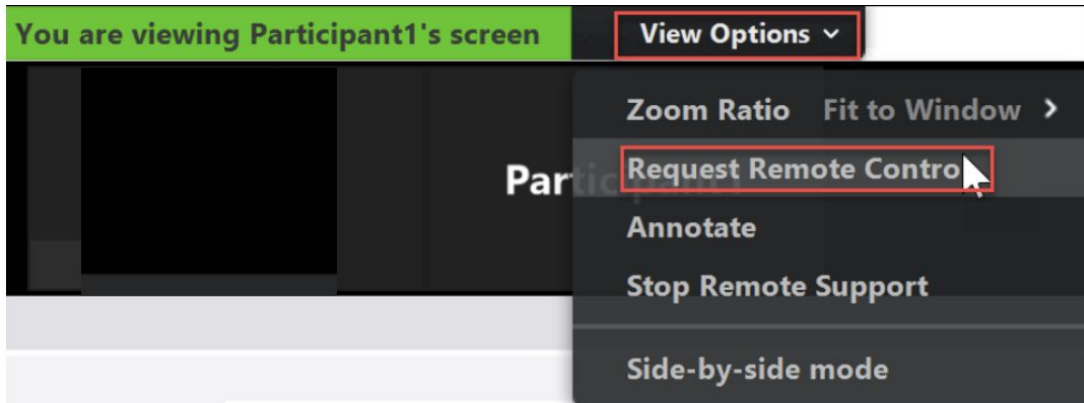 You are viewing Participant1's screen View Options
Zoom Ratio Fit to Window
Request Remote Contro
Participant1
Annotate
Stop Remote Support
Side-by-side mode